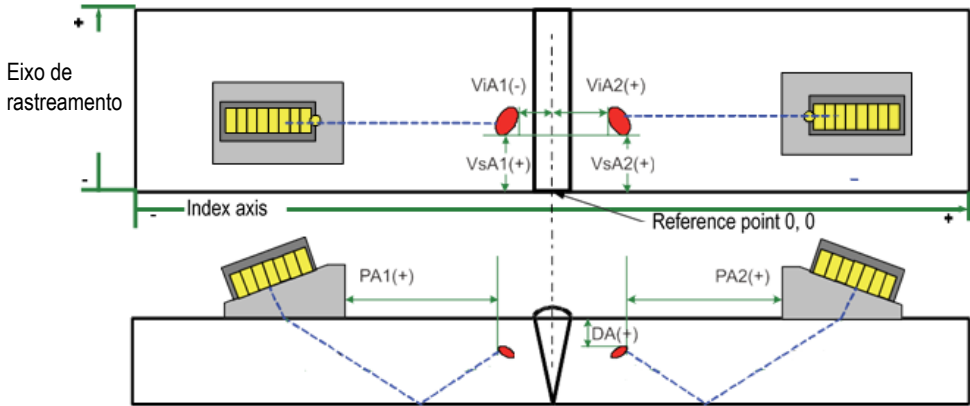 +
Eixo de
rastreamento
-
ViA1(-)
ViA2(+)
VsA1(+)
VsA2(+)
-
-
Index axis
Reference point 0, 0
+
PA1(+)
PA2(+)
DA(+)